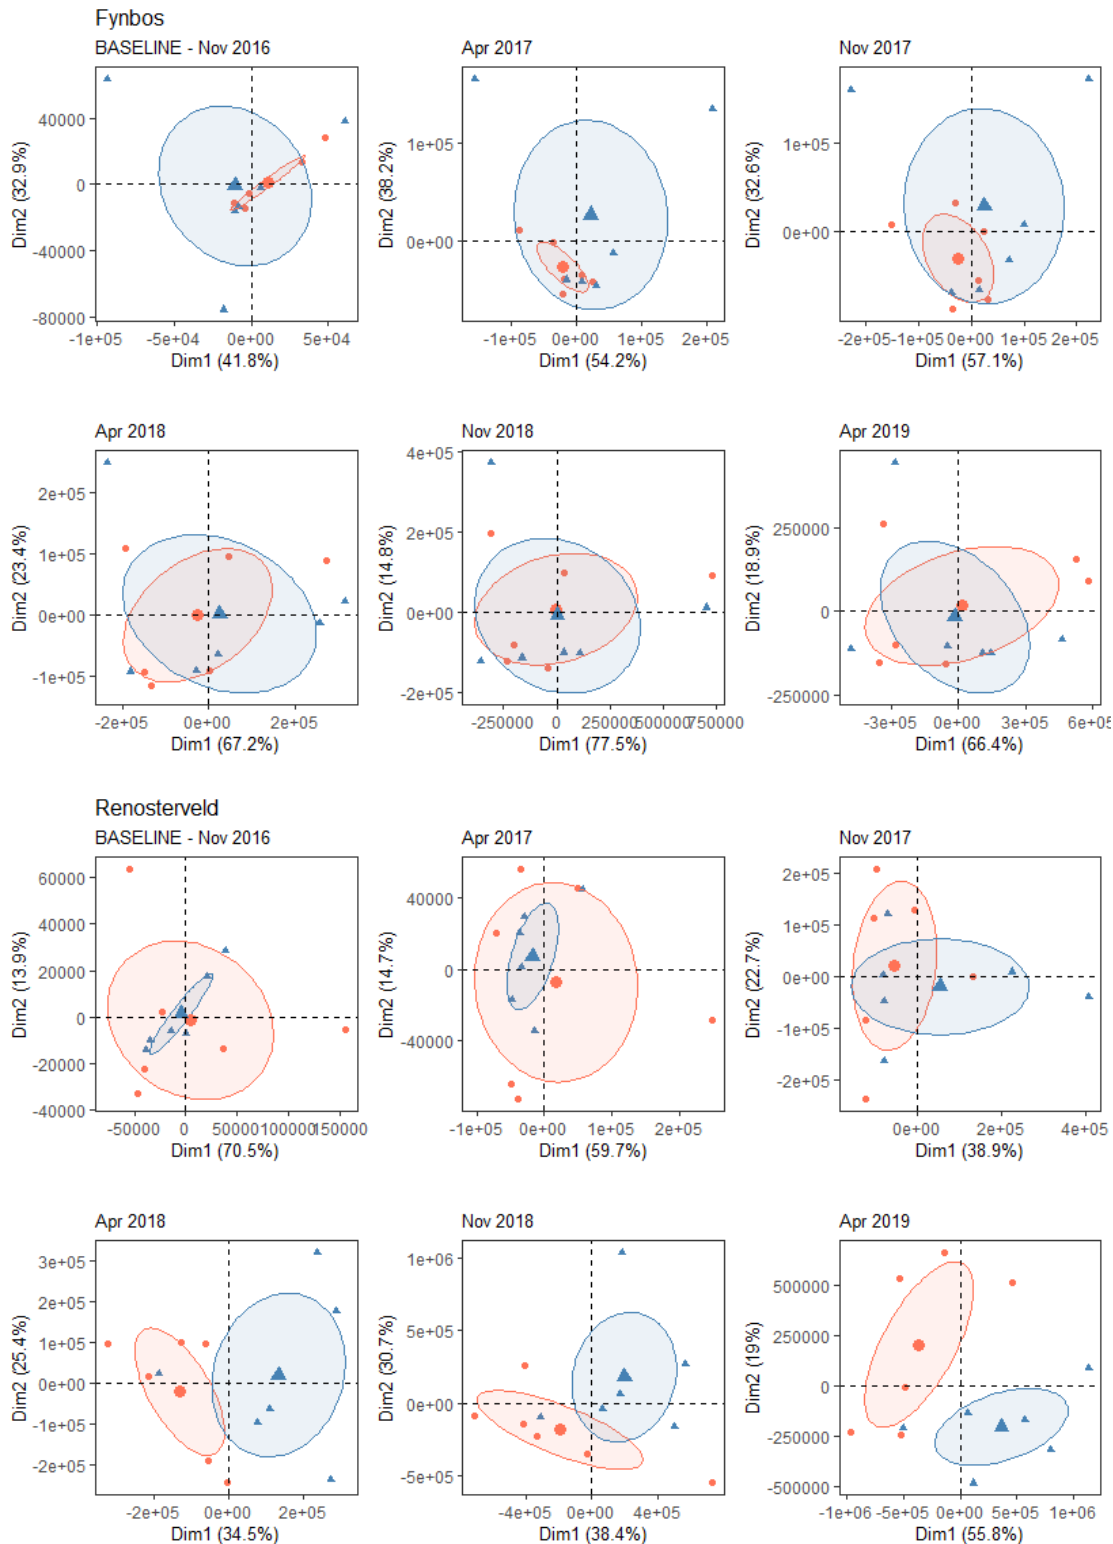 Fynbos
BASELINE - Nov 2016
Apr 2017
Nov 2017
40000
0
-40000
-80000
Dim2 (32.9%)
-1e+05
0e+00
5e+04
Dim1 (41.8%)
1e+05
0e+00
Dim2 (38.2%)
-1e+05
0e+00
1e+05
2e+05
Dim1 (54.2%)
1e+05
0e+00
Dim2 (32.6%)
-2e+05
-1e+05
0e+00
1e+05
2e+05
Dim1 (57.1%)
Apr 2018
Nov 2018
Apr 2019
2e+05
1e+05
0e+00
-1e+05
Dim2 (23.4%)
-2e+05
0e+00
2e+05
Dim1 (67.2%)
4e+05
2e+05
0e+00
-2e+05
Dim2 (14.8%)
-250000
0
250000
500000
750000
Dim1 (77.5%)
250000
0
-250000
Dim2 (18.9%)
-3e+05
0e+00
3e+05
6e+05
Dim1 (66.4%)
Renosterveld
BASELINE - Nov 2016
Apr 2017
Nov 2017
60000
40000
20000
0
-20000
-40000
Dim2 (13.9%)
-50000
0
50000
100000
150000
Dim1 (70.5%)
40000
0
-40000
Dim2 (14.7%)
-1e+05
0e+00
1e+05
2e+05
Dim1 (59.7%)
2e+05
1e+05
0e+00
-1e+05
-2e+05
Dim2 (22.7%)
0e+00
2e+05
4e+05
Dim1 (38.9%)
Apr 2018
Nov 2018
Apr 2019
3e+05
2e+05
1e+05
0e+00
-1e+05
-2e+05
Dim2 (25.4%)
-2e+05
0e+00
2e+05
Dim1 (34.5%)
1e+06
5e+05
0e+00
-5e+05
Dim2 (30.7%)
-4e+05
0e+00
4e+05
Dim1 (38.4%)
500000
250000
0
-250000
-500000
Dim2 (19%)
-1e+06
-5e+05
0e+00
5e+05
1e+06
Dim1 (55.8%)